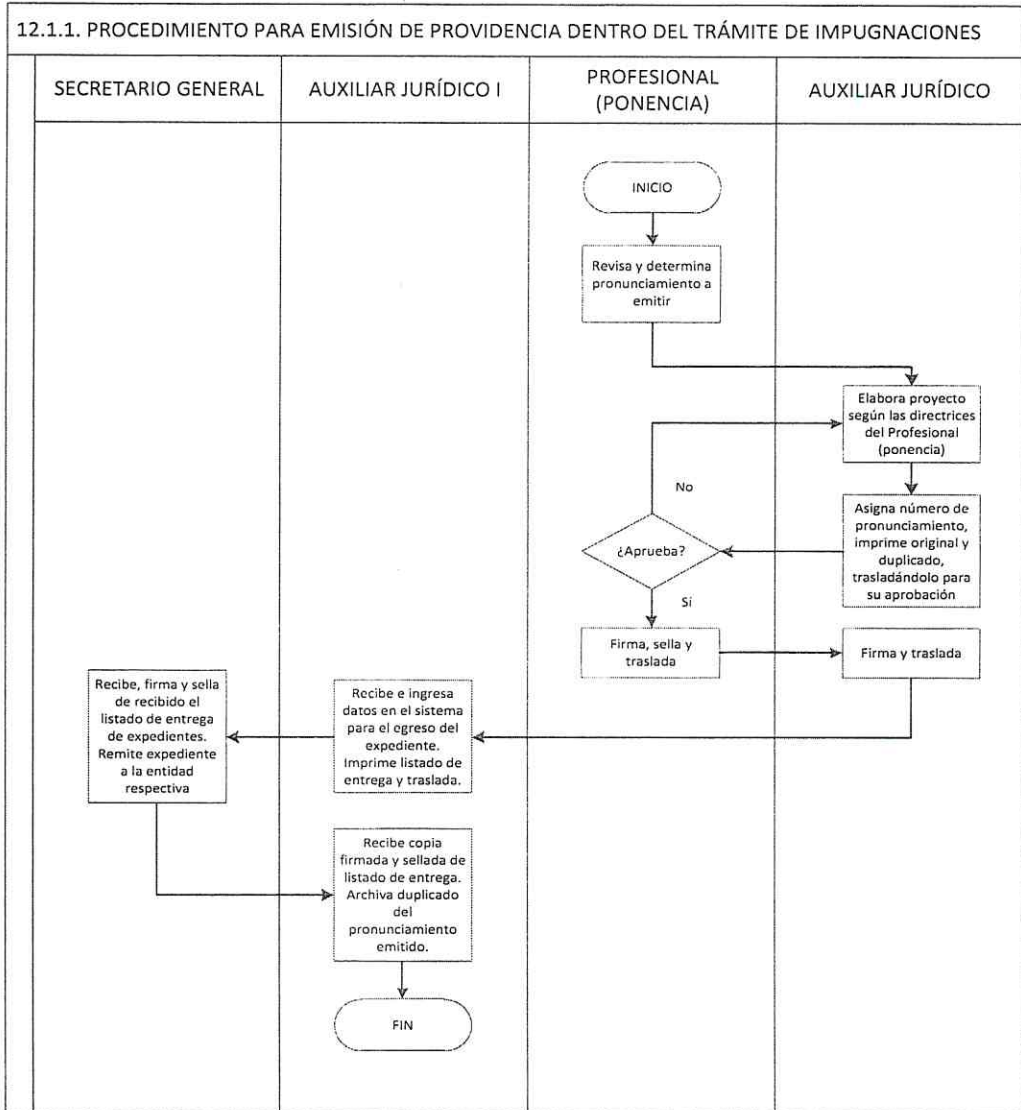 12.1.1. PROCEDIMIENTO PARA EMISIÓN DE PROVIDENCIA DENTRO DEL TRÁMITE DE IMPUGNACIONES
SECRETARIO GENERAL
AUXILIAR JURÍDICO I
PROFESIONAL
(PONENCIA)
AUXILIAR JURÍDICO
INICIO
Revisa y determina
pronunciamiento a
emitir
Elabora proyecto
según las directrices
del Profesional
(ponencia)
No
Asigna número de
pronunciamiento,
imprime original y
duplicado,
trasladándolo para
su aprobación
¿Aprueba?
Si
Firma, sella y
traslada
Firma y traslada
Recibe e ingresa
datos en el sistema
para el egreso del
expediente.
Imprime listado de
entrega y traslada.
Recibe, firma y sella
de recibido el
listado de entrega
de expedientes.
Remite expediente
a la entidad
respectiva
Recibe copia
firmada y sellada de
listado de entrega.
Archiva duplicado
del
pronunciamiento
emitido.
FIN